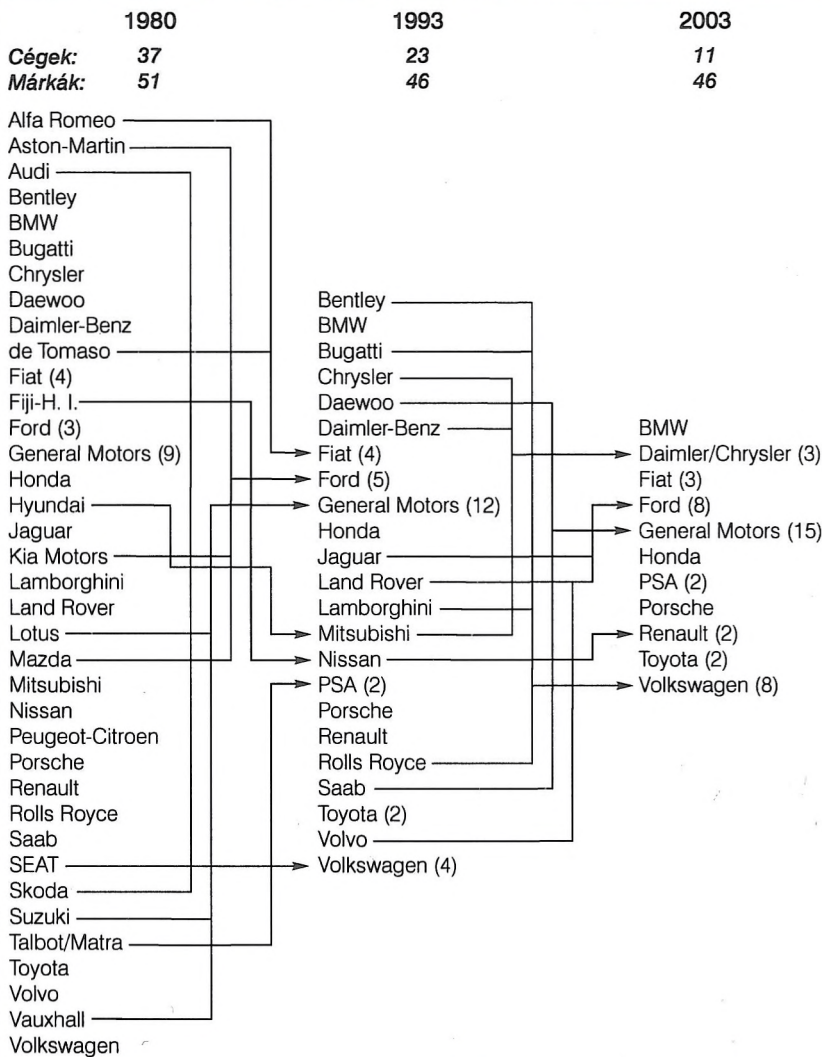 1980 1993 2003
Cégek: 37 23 11
Márkák: 51 46 46
Alfa Romeo
Aston-Martin
Audi
Bentley
BMW
Bugatti
Chrysler
Daewoo Bentley
Daimler-Benz BMW
de Tomaso Bugatti
Fiat (4) Chrysler
Fiji-H. I. Daewoo
Ford (3) Daimler-Benz BMW
General Motors (9) Fiat (4) Daimler/Chrysler (3)
Honda Ford (5) Fiat (3)
Hyundai General Motors (12) Ford (8)
Jaguar Honda General Motors (15)
Kia Motors Jaguar Honda
Lamborghini Land Rover PSA (2)
Land Rover Lamborghini Porsche
Lotus Mitsubishi Renault (2)
Mazda Nissan Toyota (2)
Mitsubishi PSA (2) Volkswagen (8)
Nissan Porsche
Peugeot-Citroen Renault
Porsche Rolls Royce
Renault Saab
Rolls Royce Toyota (2)
Saab Volvo
SEAT Volkswagen (4)
Skoda
Suzuki
Talbot/Matra
Toyota
Volvo
Vauxhall
Volkswagen